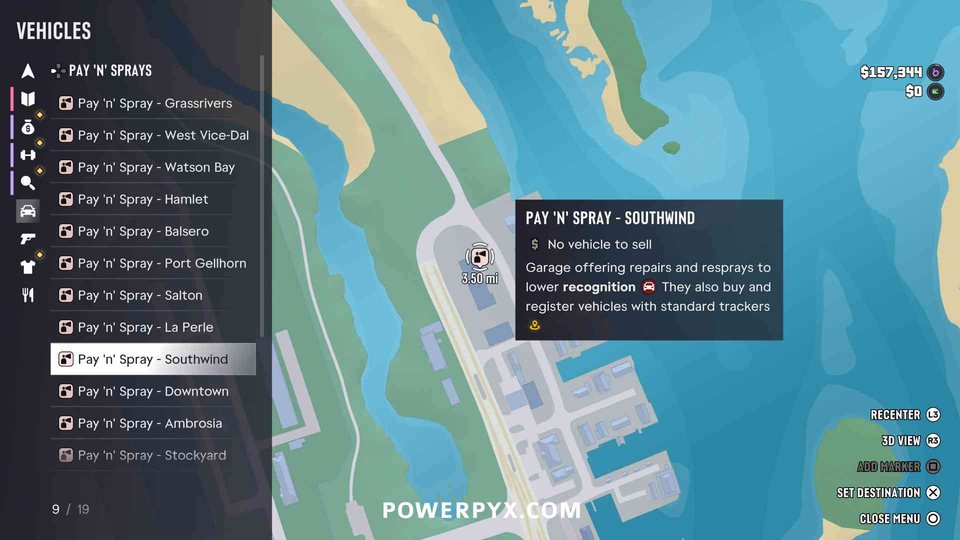 VEHICLES
PAY 'N' SPRAYS
Pay 'n' Spray - Grassrivers
Pay 'n' Spray - West Vice-Dal
Pay 'n' Spray - Watson Bay
Pay 'n' Spray - Hamlet
Pay 'n' Spray - Balsero
Pay 'n' Spray - Port Gellhorn
Pay 'n' Spray - Salton
Pay 'n' Spray - La Perle
Pay 'n' Spray - Southwind
Pay 'n' Spray - Downtown
Pay 'n' Spray - Ambrosia
Pay 'n' Spray - Stockyard
9 / 19
3.50 mi
PAY 'N' SPRAY - SOUTHWIND
$ No vehicle to sell
Garage offering repairs and resprays to
lower recognition They also buy and
register vehicles with standard trackers
$157,344
$0
RECENTER L3
3D VIEW R3
ADD MARKER
SET DESTINATION
CLOSE MENU
POWERPYX.COM